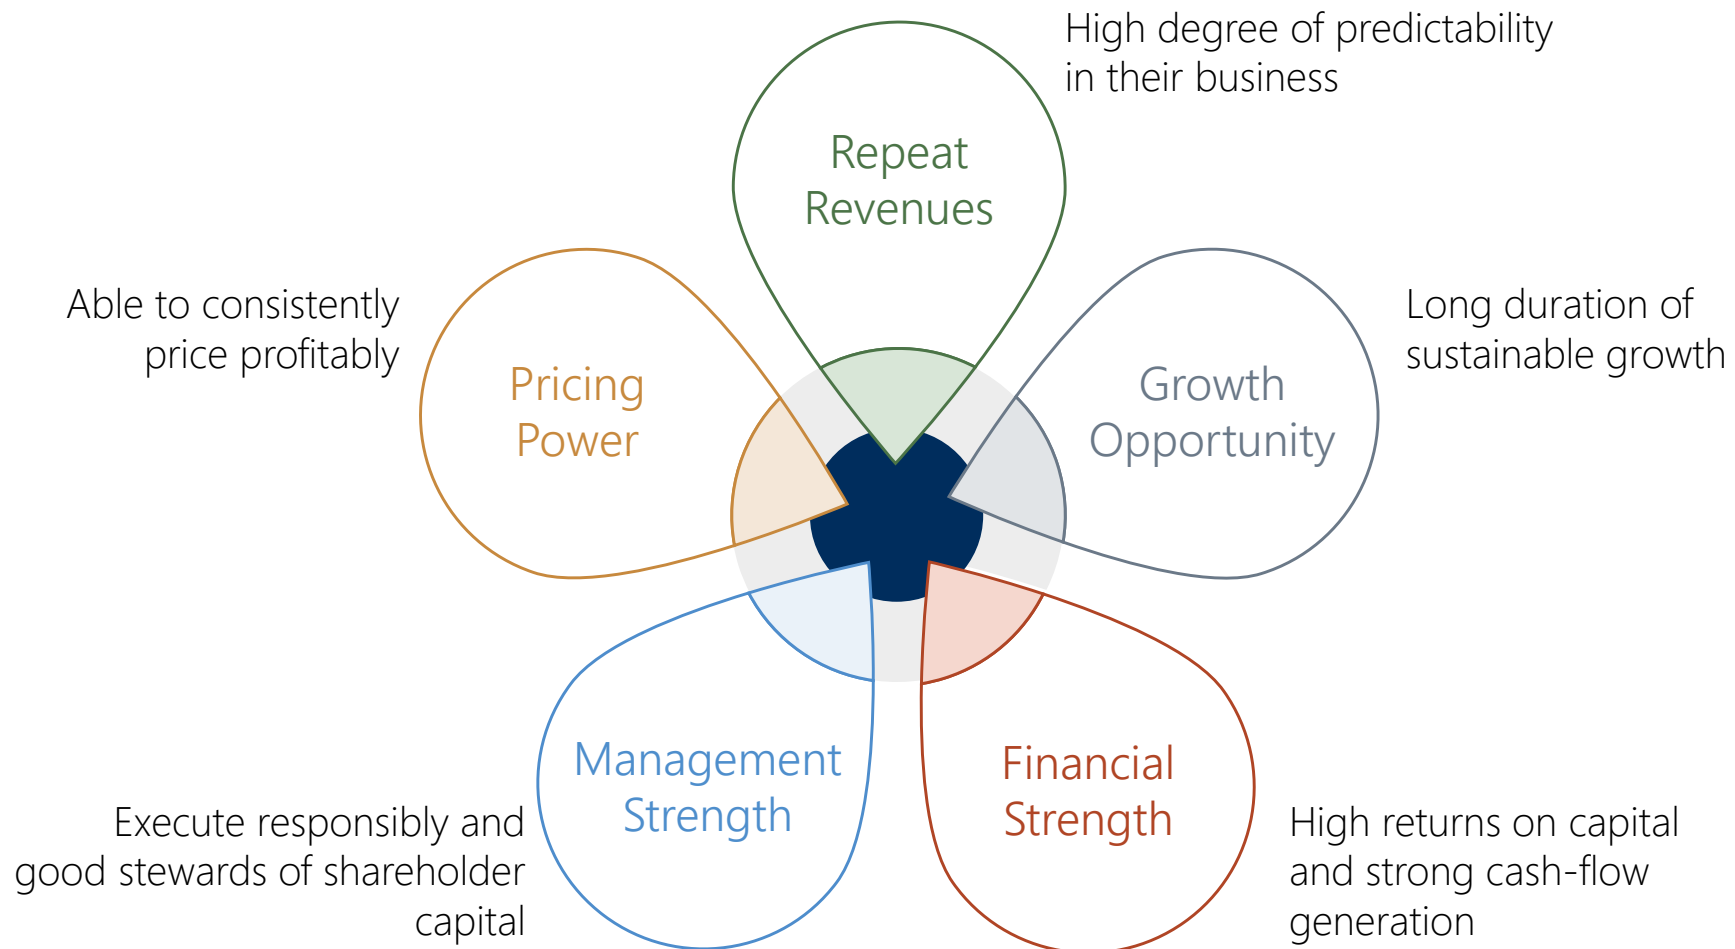 High degree of predictability
in their business
Repeat
Revenues
Able to consistently
price profitably
Pricing
Power
Long duration of
sustainable growth
Growth
Opportunity
Management
Strength
Execute responsibly and
good stewards of shareholder
capital
Financial
Strength
High returns on capital
and strong cash-flow
generation